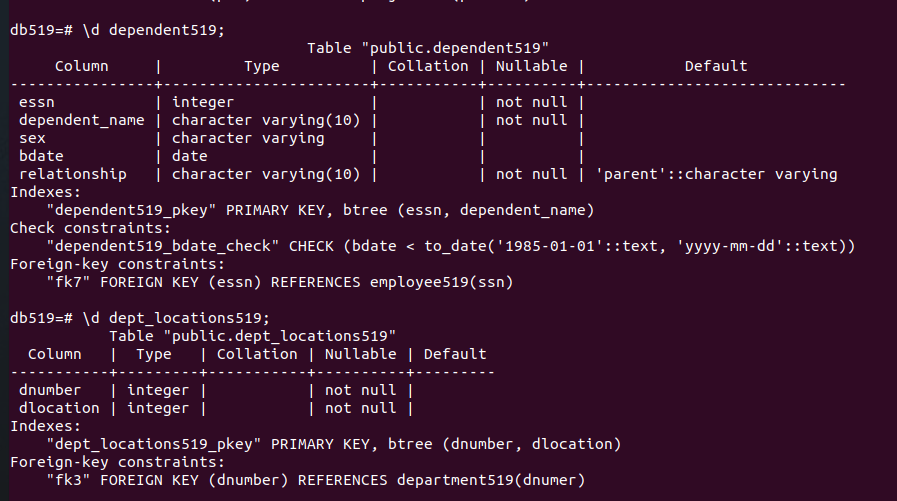 db519=# \d dependent519;
Table "public.dependent519"
Column | Type | Collation | Nullable | Default
----------------+-----------------------+-----------+----------+-----------------------------
essn | integer | | not null |
dependent_name | character varying(10) | | not null |
sex | character varying | | |
bdate | date | | |
relationship | character varying(10) | | not null | 'parent'::character varying
Indexes:
"dependent519_pkey" PRIMARY KEY, btree (essn, dependent_name)
Check constraints:
"dependent519_bdate_check" CHECK (bdate < to_date('1985-01-01'::text, 'yyyy-mm-dd'::text))
Foreign-key constraints:
"fk7" FOREIGN KEY (essn) REFERENCES employee519(ssn)
db519=# \d dept_locations519;
Table "public.dept_locations519"
Column | Type | Collation | Nullable | Default
-----------+---------+-----------+----------+---------
dnumber | integer | | not null |
dlocation | integer | | not null |
Indexes:
"dept_locations519_pkey" PRIMARY KEY, btree (dnumber, dlocation)
Foreign-key constraints:
"fk3" FOREIGN KEY (dnumber) REFERENCES department519(dnumer)